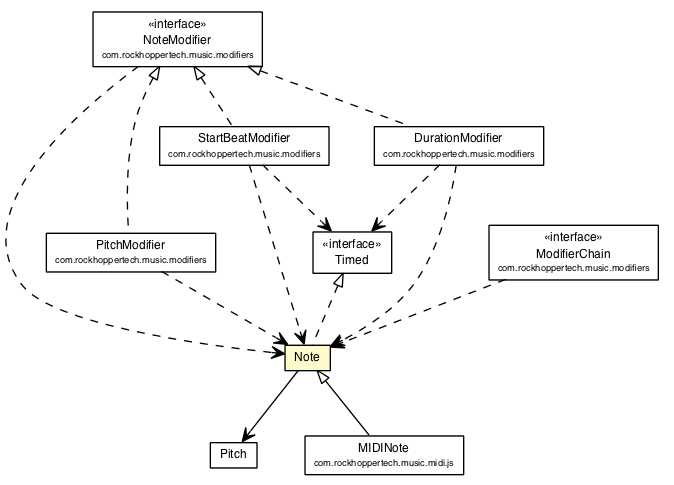 «interface»
NoteModifier
com.rockhoppertech.music.modifiers
StartBeatModifier
com.rockhoppertech.music.modifiers
DurationModifier
com.rockhoppertech.music.modifiers
PitchModifier
com.rockhoppertech.music.modifiers
«interface»
Timed
«interface»
ModifierChain
com.rockhoppertech.music.modifiers
Note
Pitch
MIDINote
com.rockhoppertech.music.midi.js